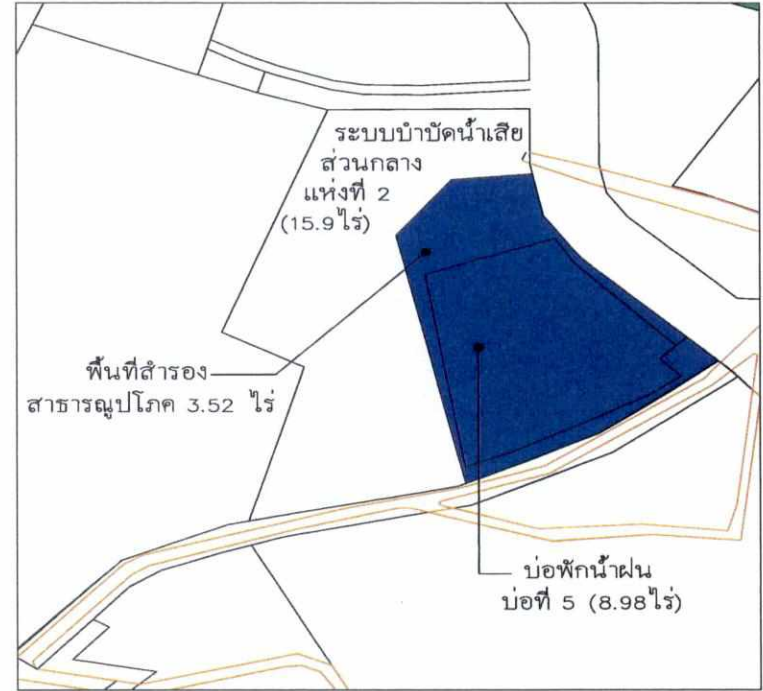 ระบบบำบัดน้ำเสีย
ส่วนกลาง
แห่งที่ 2
(15.9ไร่)
พื้นที่สำรอง
สาธารณูปโภค 3.52 ไร่
บ่อพักน้ำฝน
บ่อที่ 5 (8.98ไร่)